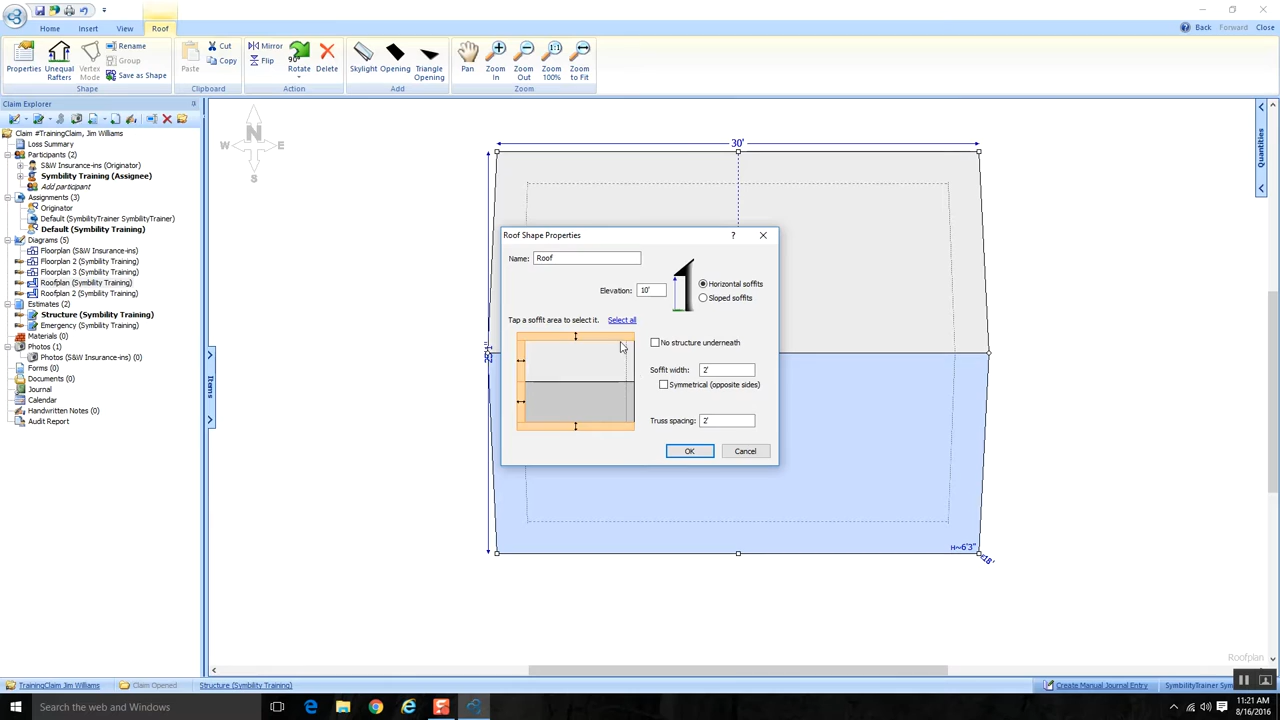 Home Insert View Roof
Back Forward Close
Properties Unequal Rafters Vertex Mode Rename Group Save as Shape
Paste Cut Copy
Mirror Flip Rotate 90° Delete
Skylight Opening Triangle Opening
Pan Zoom In Zoom Out Zoom 100% Zoom to Fit
Shape Clipboard Action Add Zoom
Claim Explorer
Claim #TrainingClaim, Jim Williams
Loss Summary
Participants (2)
S&W Insurance-ins (Originator)
Symbility Training (Assignee)
Add participant
Assignments (3)
Originator
Default (SymbilityTrainer SymbilityTrainer)
Default (Symbility Training)
Diagrams (5)
Floorplan (S&W Insurance-ins)
Floorplan 2 (Symbility Training)
Floorplan 3 (Symbility Training)
Roofplan (Symbility Training)
Roofplan 2 (Symbility Training)
Estimates (2)
Structure (Symbility Training)
Emergency (Symbility Training)
Materials (0)
Photos (1)
Photos (S&W Insurance-ins) (0)
Forms (0)
Documents (0)
Journal
Calendar
Handwritten Notes (0)
Audit Report
Items
N
W E
S
30'
Quantities
Roof Shape Properties ?
Name: Roof
Elevation: 10'
Horizontal soffits
Sloped soffits
Tap a soffit area to select it. Select all
No structure underneath
Soffit width: 2'
Symmetrical (opposite sides)
Truss spacing: 2'
OK Cancel
H~6'3"
Roofplan
TrainingClaim Jim Williams Claim Opened Structure (Symbility Training) Create Manual Journal Entry
Search the web and Windows
11:21 AM
8/16/2016